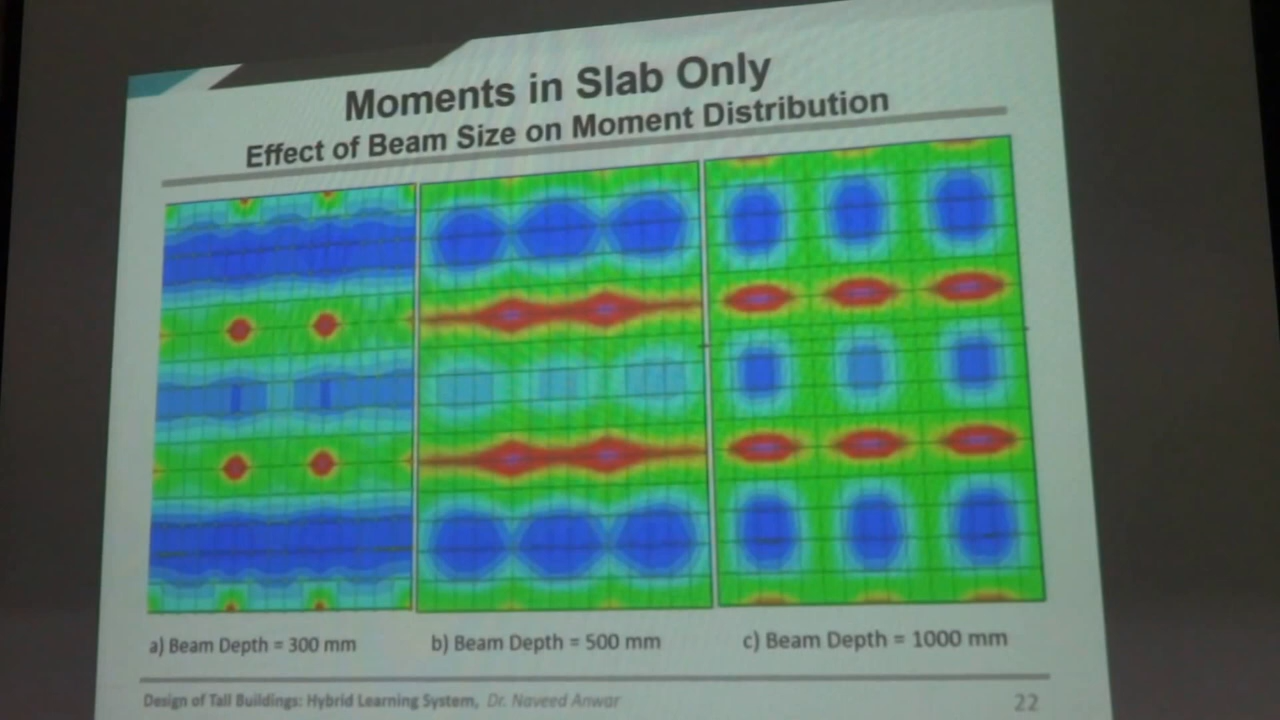 Moments in Slab Only
Effect of Beam Size on Moment Distribution
a) Beam Depth = 300 mm
b) Beam Depth = 500 mm
c) Beam Depth = 1000 mm
Design of Tall Buildings: Hybrid Learning System, Dr. Naveed Anwar
22